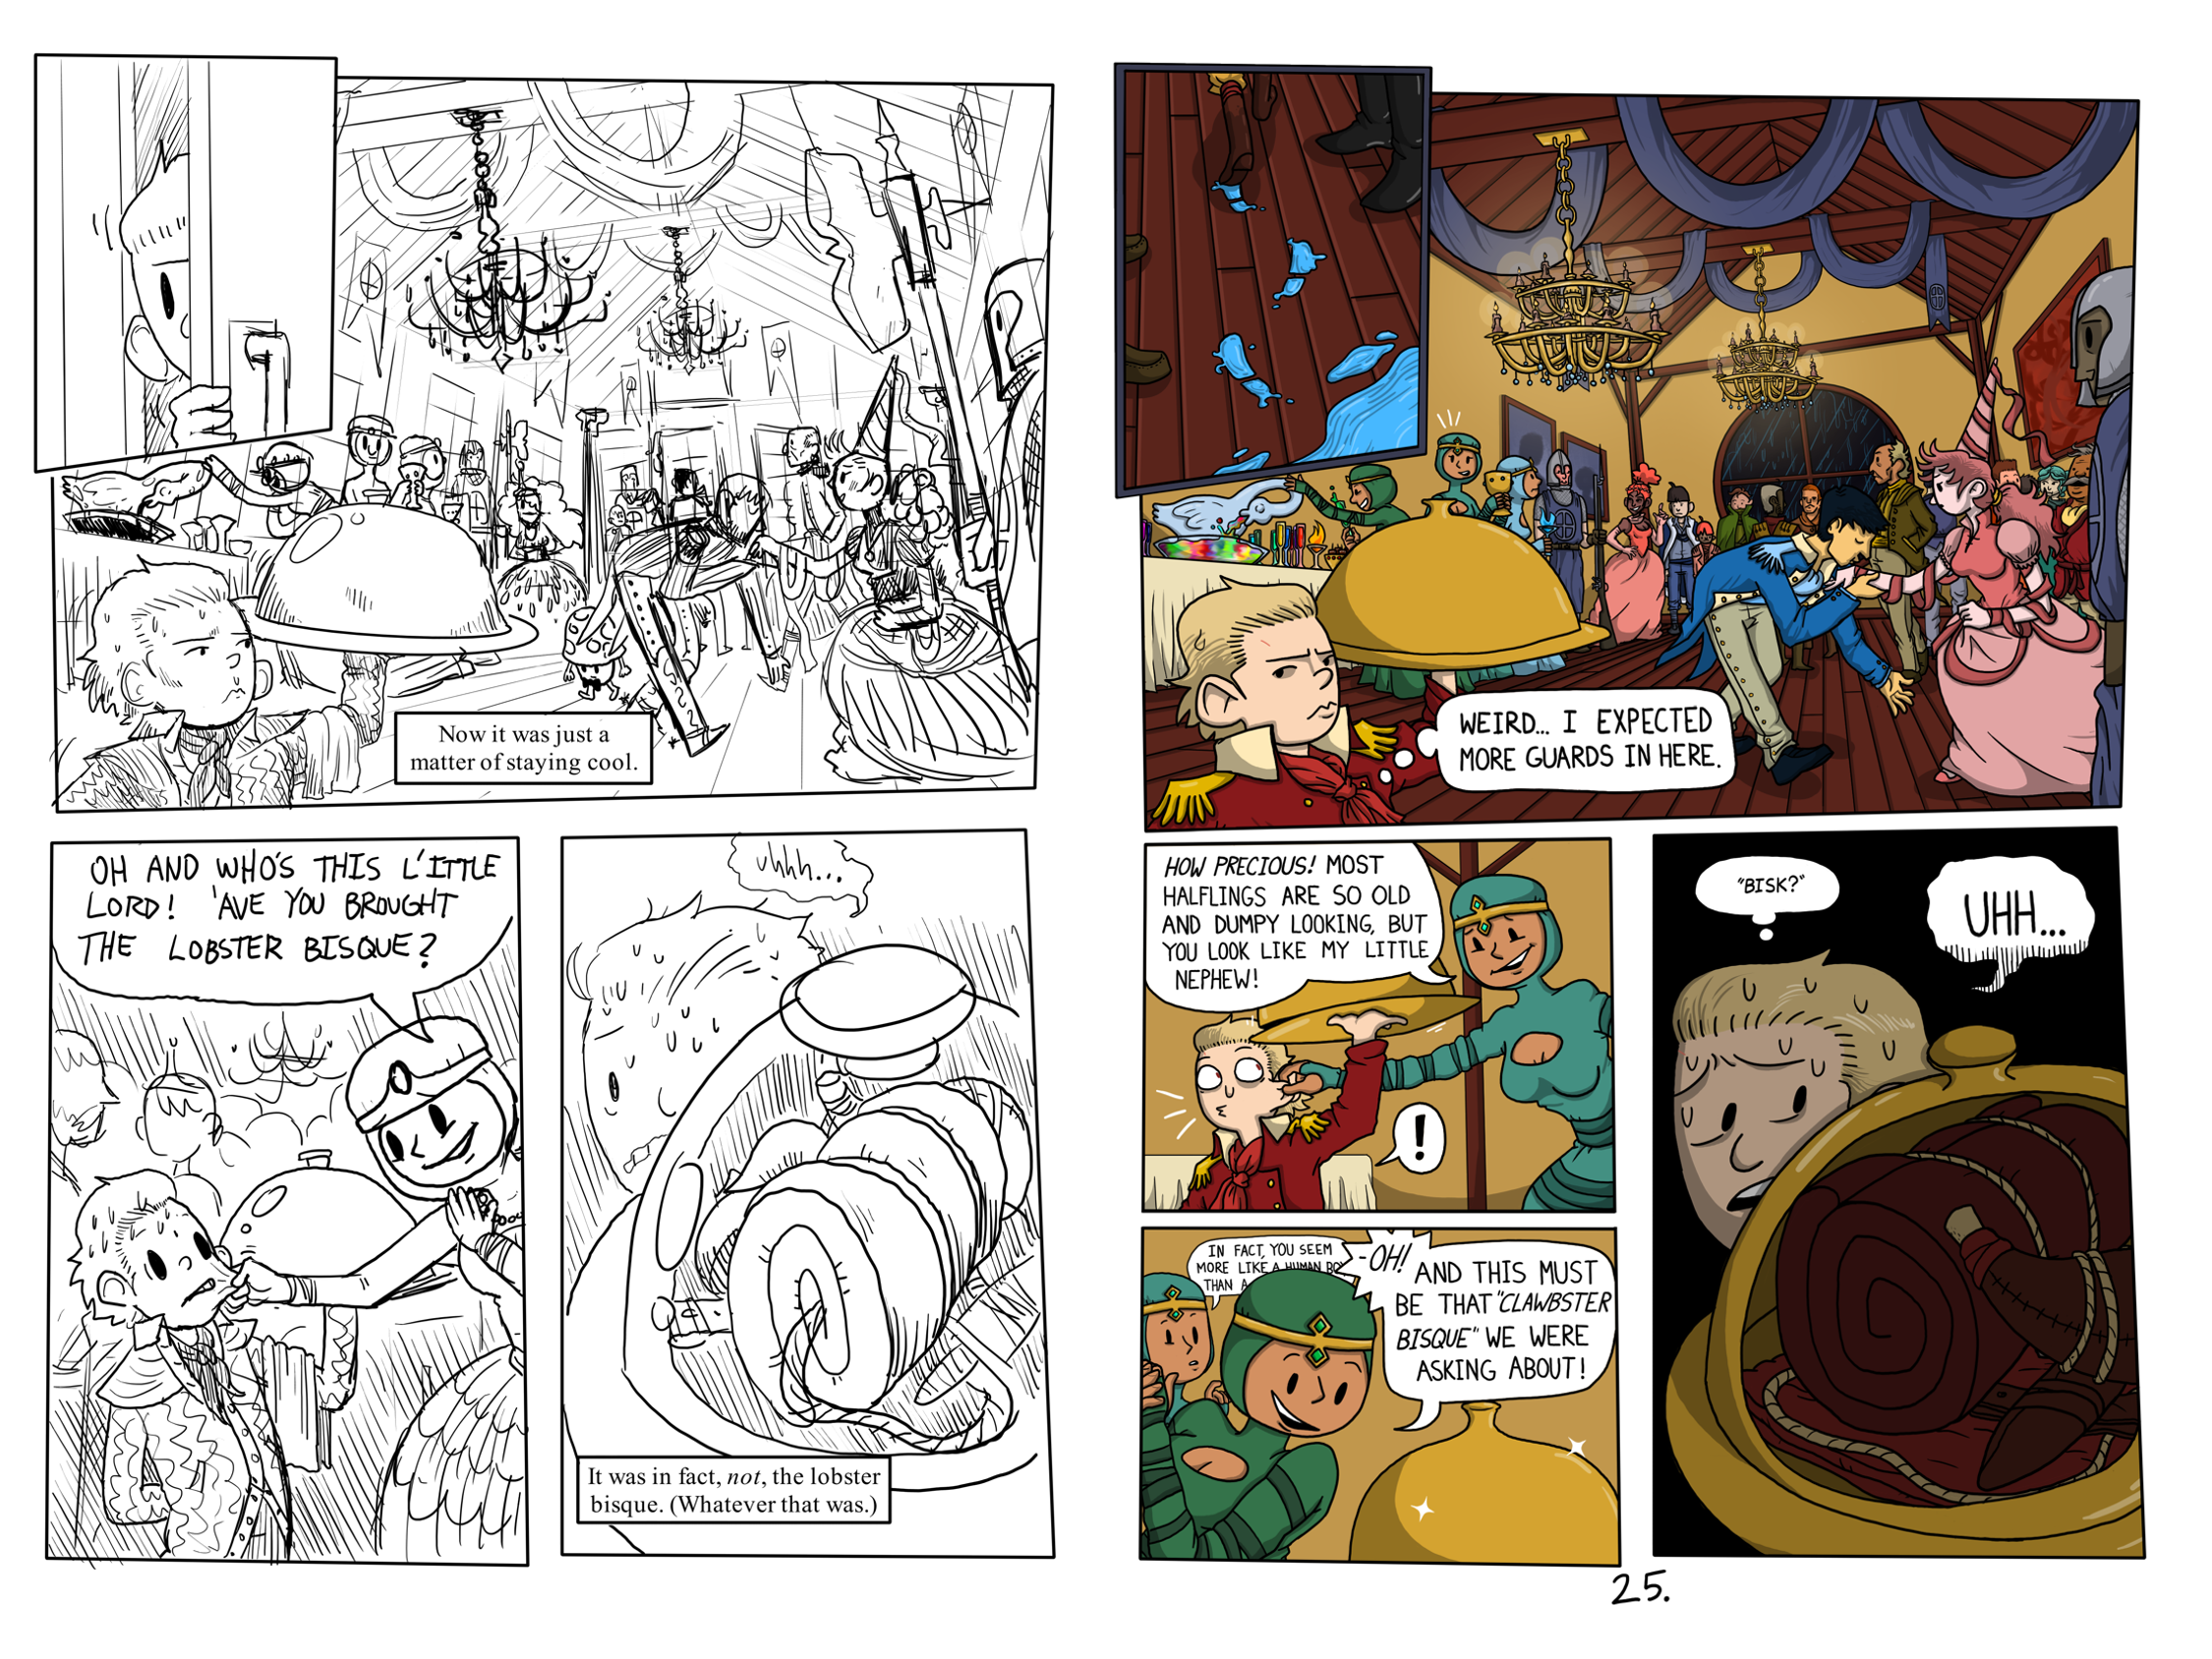 Now it was just a
matter of staying cool.
OH AND WHO'S THIS L'ITTLE
LORD! 'AVE YOU BROUGHT
THE LOBSTER BISQUE?
uhhh...
It was in fact, not, the lobster
bisque. (Whatever that was.)
WEIRD... I EXPECTED
MORE GUARDS IN HERE.
HOW PRECIOUS! MOST
HALFLINGS ARE SO OLD
AND DUMPY LOOKING, BUT
YOU LOOK LIKE MY LITTLE
NEPHEW!
!
IN FACT, YOU SEEM
MORE LIKE A HUMAN BOY
THAN A
-OH!
AND THIS MUST
BE THAT "CLAWBSTER
BISQUE" WE WERE
ASKING ABOUT!
"BISK?"
UHH...
25.